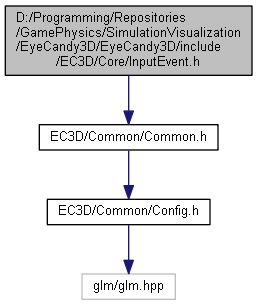 D:/Programming/Repositories
/GamePhysics/SimulationVisualization
/EyeCandy3D/EyeCandy3D/include
/EC3D/Core/InputEvent.h
EC3D/Common/Common.h
EC3D/Common/Config.h
glm/glm.hpp